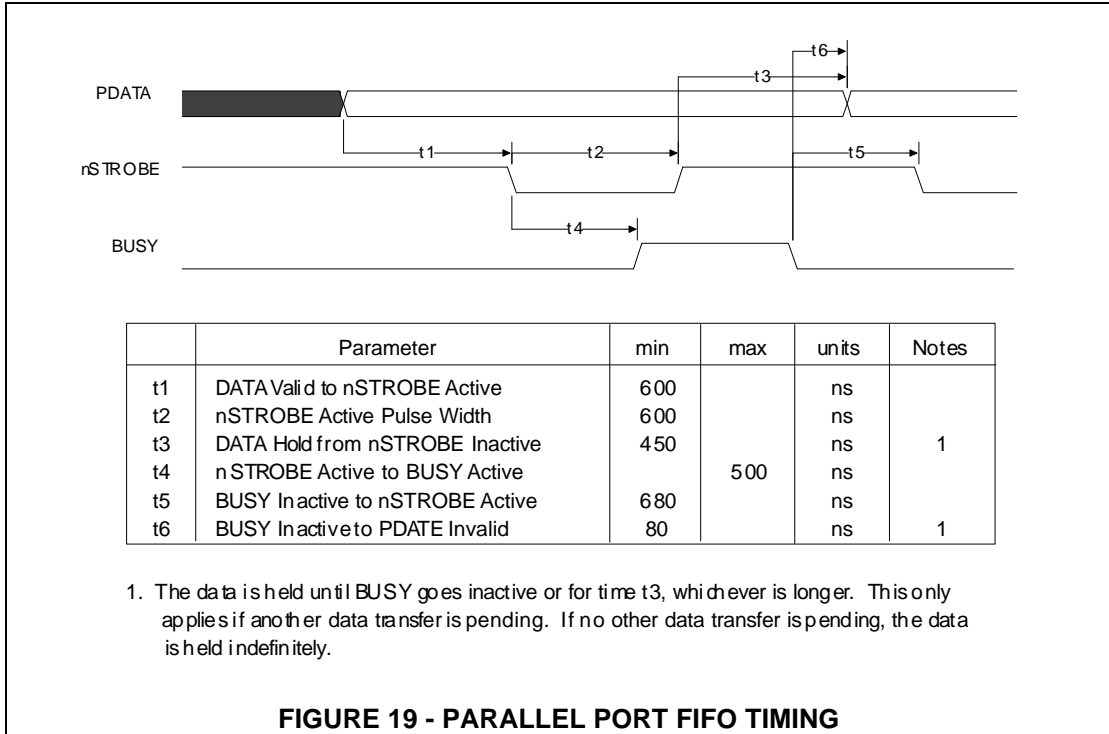 t6
t3
PDATA
t1
t2
t5
nSTROBE
t4
BUSY
Parameter min max units Notes
t1 DATA Valid to nSTROBE Active 600 ns
t2 nSTROBE Active Pulse Width 600 ns
t3 DATA Hold from nSTROBE Inactive 450 ns 1
t4 nSTROBE Active to BUSY Active 500 ns
t5 BUSY Inactive to nSTROBE Active 680 ns
t6 BUSY Inactive to PDATE Invalid 80 ns 1
1. The data is held until BUSY goes inactive or for time t3, whichever is longer. This only
applies if another data transfer is pending. If no other data transfer is pending, the data
is held indefinitely.
FIGURE 19 - PARALLEL PORT FIFO TIMING